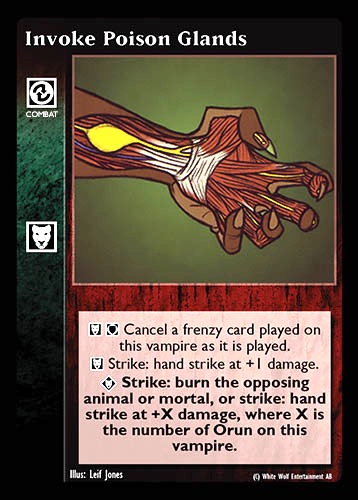 Invoke Poison Glands
COMBAT
Cancel a frenzy card played on
this vampire as it is played.
Strike: hand strike at +1 damage.
Strike: burn the opposing
animal or mortal, or strike: hand
strike at +X damage, where X is
the number of Orun on this
vampire.
Illus: Leif Jones
(C) White Wolf Entertainment AB